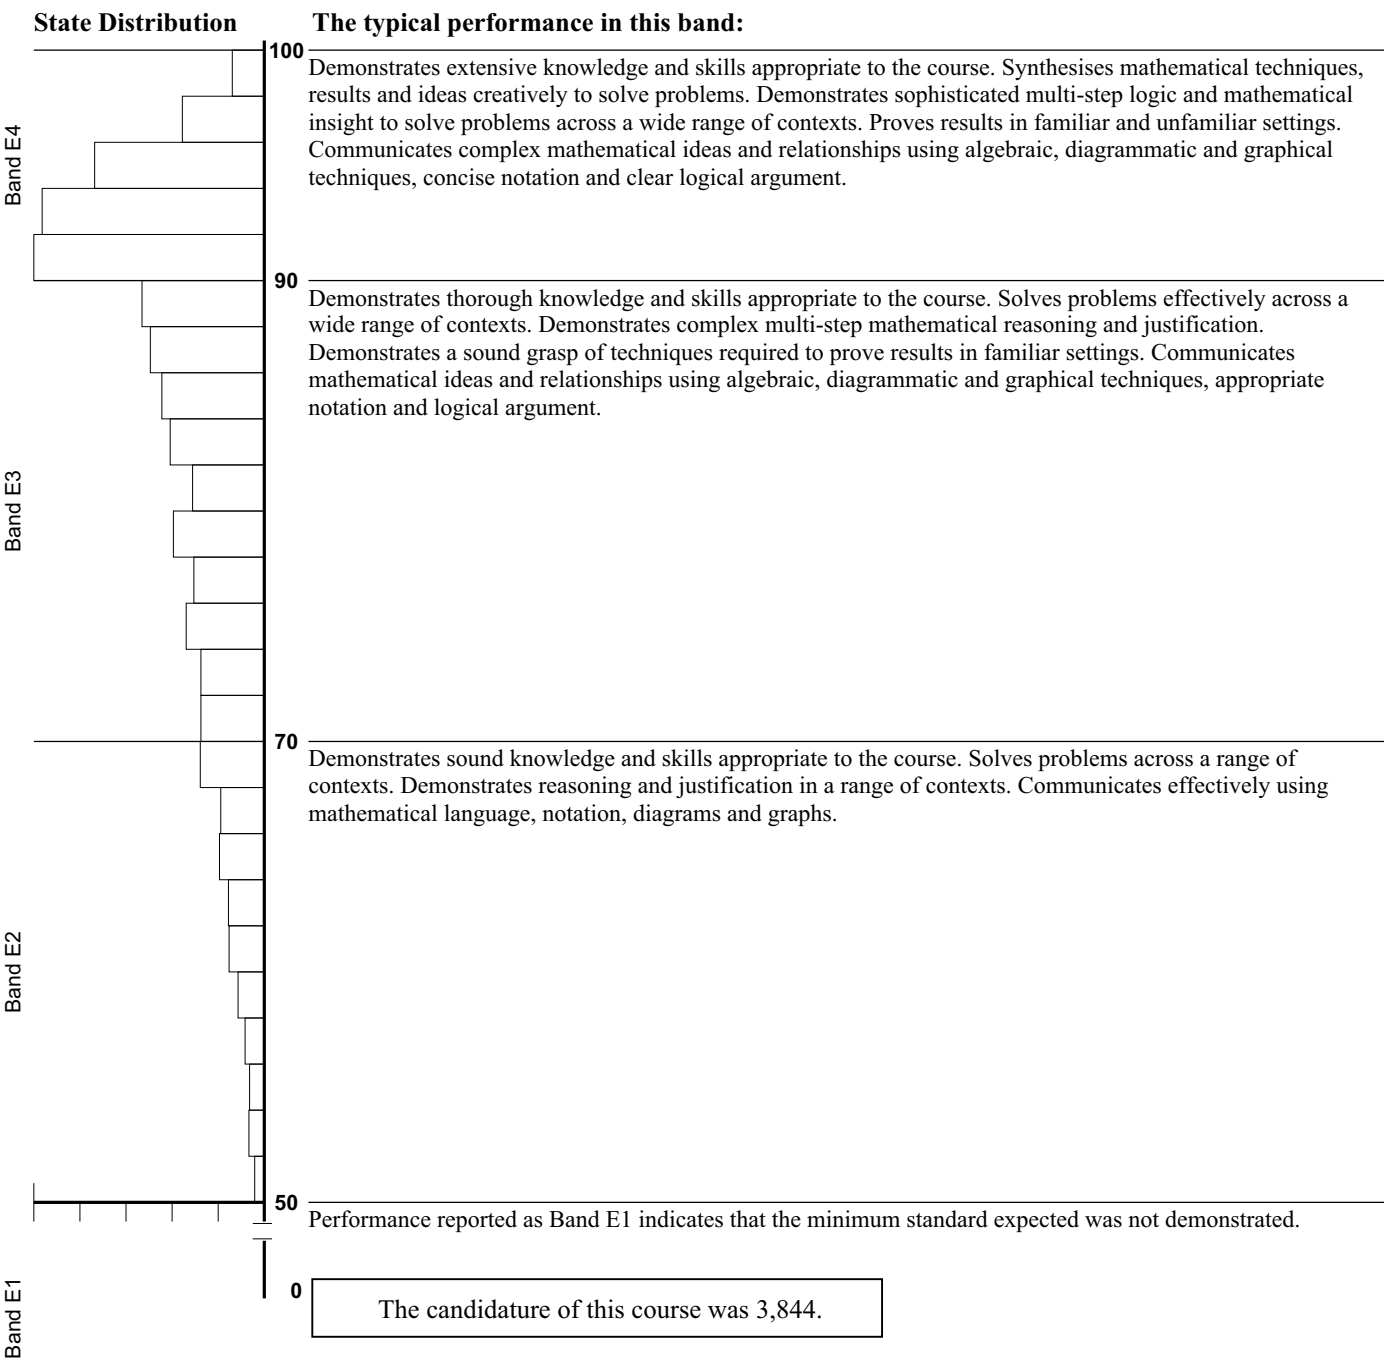 State Distribution
The typical performance in this band:
100
Demonstrates extensive knowledge and skills appropriate to the course. Synthesises mathematical techniques,
results and ideas creatively to solve problems. Demonstrates sophisticated multi-step logic and mathematical
insight to solve problems across a wide range of contexts. Proves results in familiar and unfamiliar settings.
Communicates complex mathematical ideas and relationships using algebraic, diagrammatic and graphical
techniques, concise notation and clear logical argument.
Band E4
90
Demonstrates thorough knowledge and skills appropriate to the course. Solves problems effectively across a
wide range of contexts. Demonstrates complex multi-step mathematical reasoning and justification.
Demonstrates a sound grasp of techniques required to prove results in familiar settings. Communicates
mathematical ideas and relationships using algebraic, diagrammatic and graphical techniques, appropriate
notation and logical argument.
Band E3
70
Demonstrates sound knowledge and skills appropriate to the course. Solves problems across a range of
contexts. Demonstrates reasoning and justification in a range of contexts. Communicates effectively using
mathematical language, notation, diagrams and graphs.
Band E2
50
Performance reported as Band E1 indicates that the minimum standard expected was not demonstrated.
0
Band E1
The candidature of this course was 3,844.